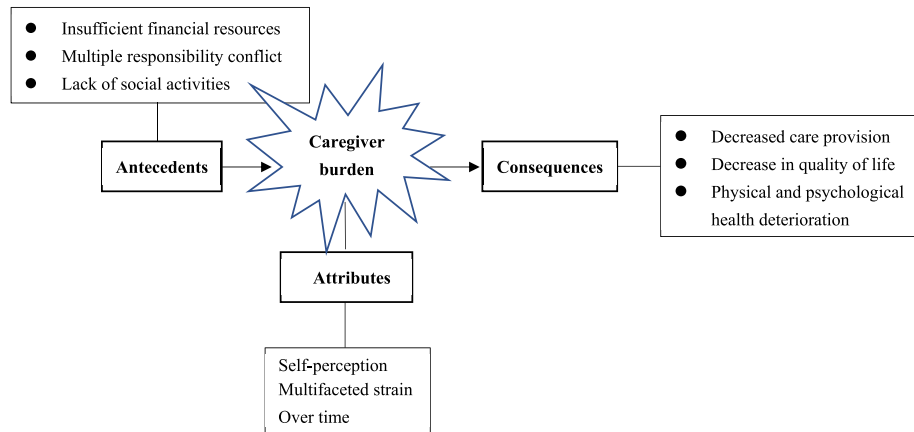 ● Insufficient financial resources
● Multiple responsibility conflict
● Lack of social activities
Caregiver
burden
Antecedents
Consequences
● Decreased care provision
● Decrease in quality of life
● Physical and psychological
health deterioration
Attributes
Self-perception
Multifaceted strain
Over time